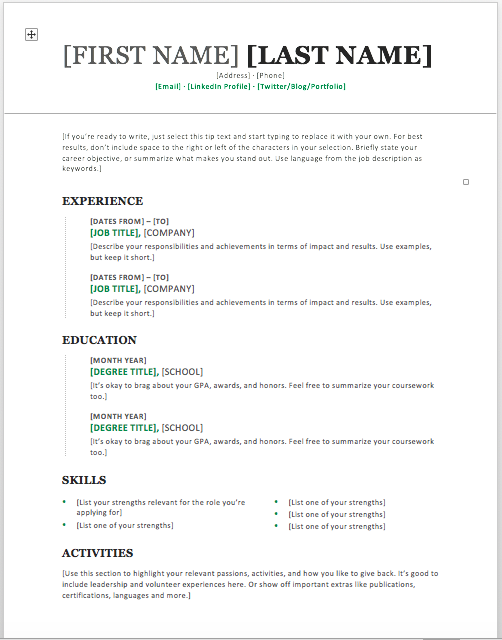 [FIRST NAME] [LAST NAME]
[Address] · [Phone]
[Email] · [LinkedIn Profile] · [Twitter/Blog/Portfolio]
[If you're ready to write, just select this tip text and start typing to replace it with your own. For best
results, don't include space to the right or left of the characters in your selection. Briefly state your
career objective, or summarize what makes you stand out. Use language from the job description as
keywords.]
EXPERIENCE
[DATES FROM] – [TO]
[JOB TITLE], [COMPANY]
[Describe your responsibilities and achievements in terms of impact and results. Use examples,
but keep it short.]
[DATES FROM] – [TO]
[JOB TITLE], [COMPANY]
[Describe your responsibilities and achievements in terms of impact and results. Use examples,
but keep it short.]
EDUCATION
[MONTH YEAR]
[DEGREE TITLE], [SCHOOL]
[It's okay to brag about your GPA, awards, and honors. Feel free to summarize your coursework
too.]
[MONTH YEAR]
[DEGREE TITLE], [SCHOOL]
[It's okay to brag about your GPA, awards, and honors. Feel free to summarize your coursework
too.]
SKILLS
• [List your strengths relevant for the role you're
applying for]
• [List one of your strengths]
• [List one of your strengths]
• [List one of your strengths]
• [List one of your strengths]
ACTIVITIES
[Use this section to highlight your relevant passions, activities, and how you like to give back. It's good to
include leadership and volunteer experiences here. Or show off important extras like publications,
certifications, languages and more.]